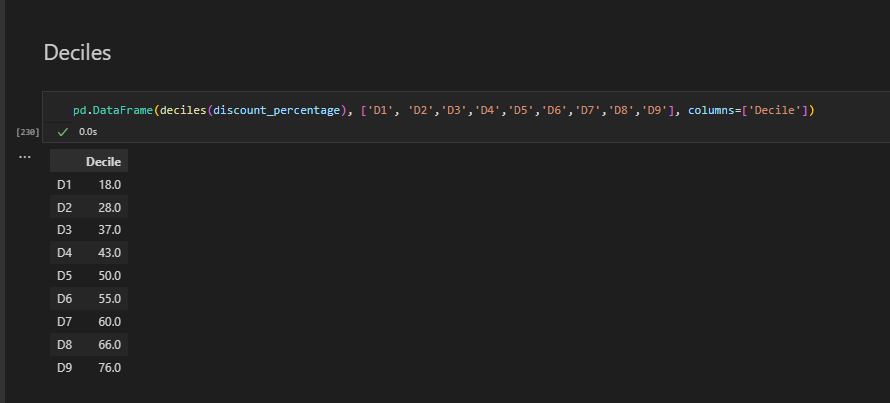 Deciles
pd.DataFrame(deciles(discount_percentage), ['D1', 'D2','D3','D4','D5','D6','D7','D8','D9'], columns=['Decile'])
[230]
✓ 0.0s
...
Decile
D1 18.0
D2 28.0
D3 37.0
D4 43.0
D5 50.0
D6 55.0
D7 60.0
D8 66.0
D9 76.0